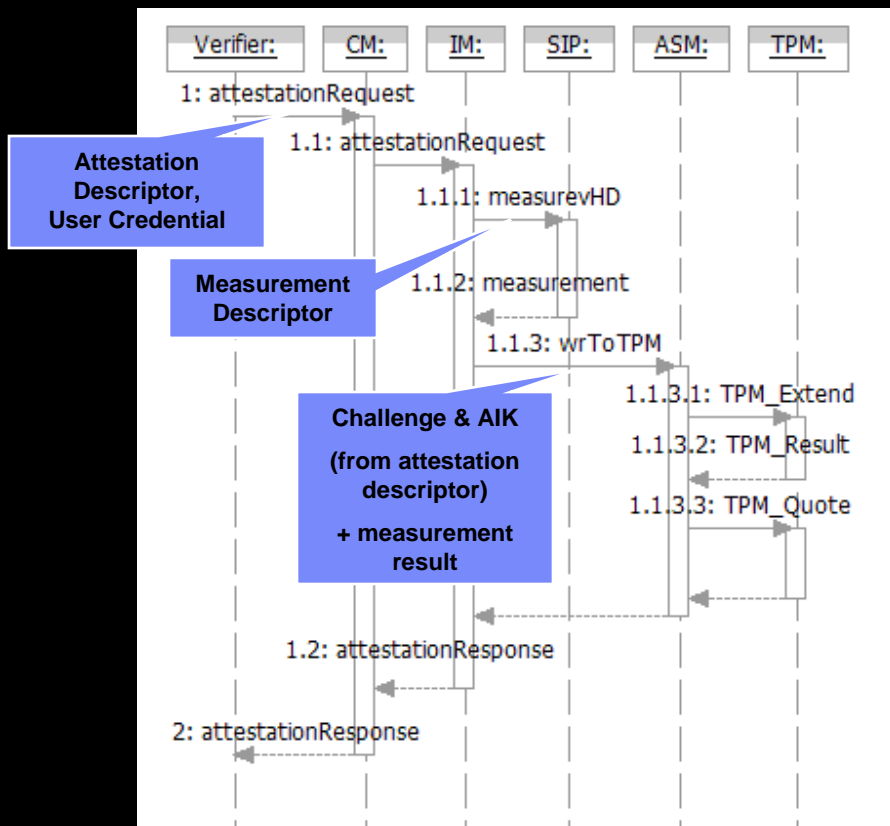 Verifier: CM: IM: SIP: ASM: TPM:
1: attestationRequest
Attestation
Descriptor,
User Credential
1.1: attestationRequest
1.1.1: measurevHD
Measurement
Descriptor
1.1.2: measurement
1.1.3: wrToTPM
Challenge & AIK
(from attestation
descriptor)
+ measurement
result
1.1.3.1: TPM_Extend
1.1.3.2: TPM_Result
1.1.3.3: TPM_Quote
1.2: attestationResponse
2: attestationResponse